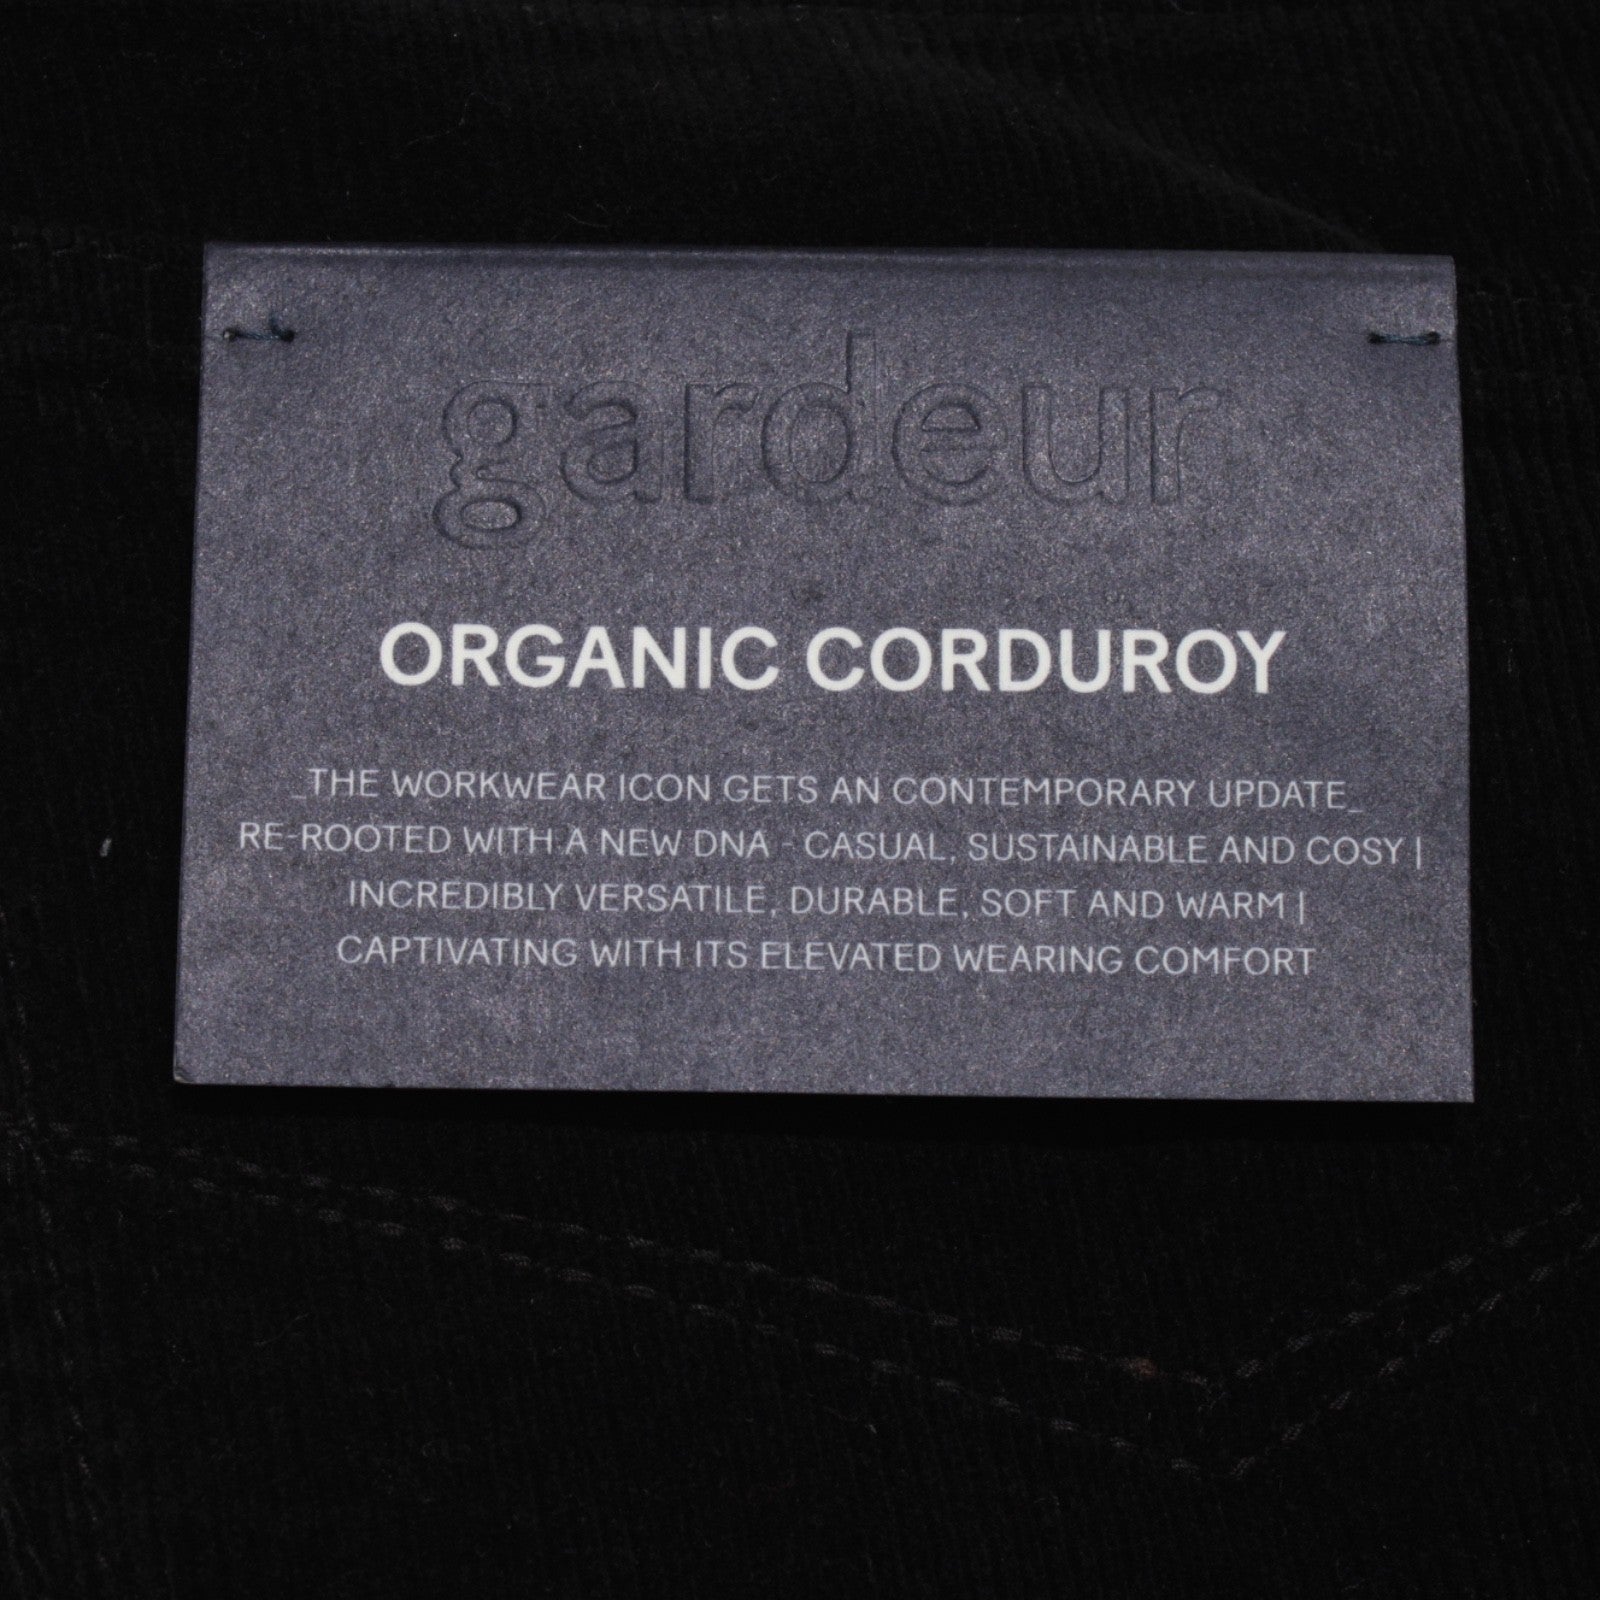 gardeur
ORGANIC CORDUROY
_THE WORKWEAR ICON GETS AN CONTEMPORARY UPDATE_
RE-ROOTED WITH A NEW DNA - CASUAL, SUSTAINABLE AND COSY |
INCREDIBLY VERSATILE, DURABLE, SOFT AND WARM |
CAPTIVATING WITH ITS ELEVATED WEARING COMFORT